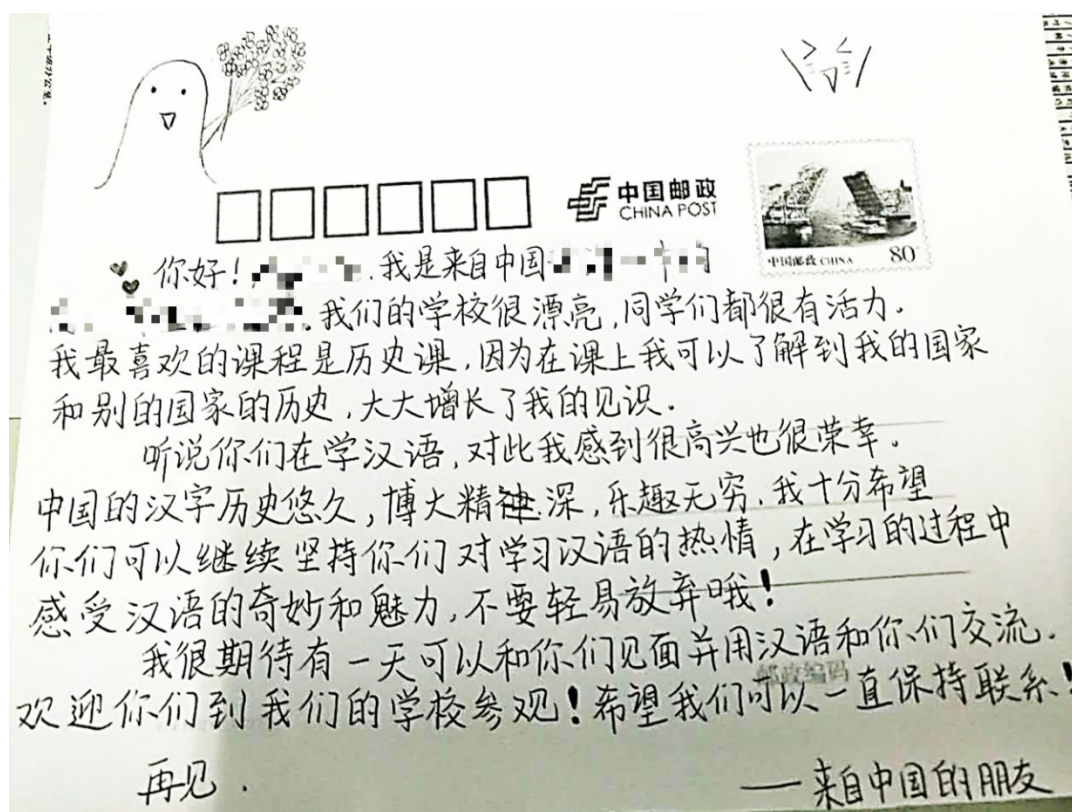 中国邮政
CHINA POST
中国邮政 CHINA
80
你好！ 我是来自中国
我们的学校很漂亮，同学们都很有活力.
我最喜欢的课程是历史课，因为在课上我可以了解到我的国家
和别的国家的历史，大大增长了我的见识.
听说你们在学汉语，对此我感到很高兴也很荣幸.
中国的汉字历史悠久，博大精深，乐趣无穷.我十分希望
你们可以继续坚持你们对学习汉语的热情，在学习的过程中
感受汉语的奇妙和魅力，不要轻易放弃哦！
我很期待有一天可以和你们见面并用汉语和你们交流.
邮政编码
欢迎你们到我们的学校参观！希望我们可以一直保持联系！
再见.
——来自中国的朋友